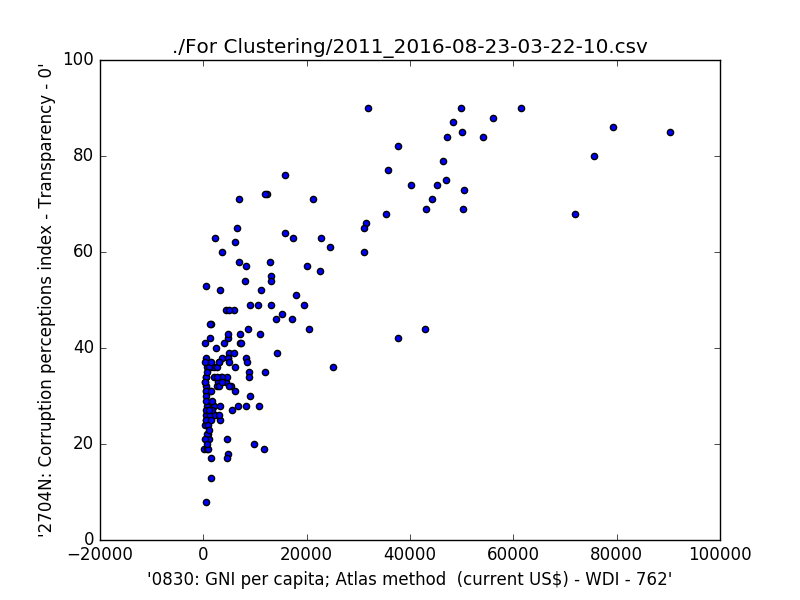 ./For Clustering/2011_2016-08-23-03-22-10.csv
100
80
60
40
20
0
'2704N: Corruption perceptions index - Transparency - 0'
−20000 0 20000 40000 60000 80000 100000
'0830: GNI per capita; Atlas method  (current US$) - WDI - 762'